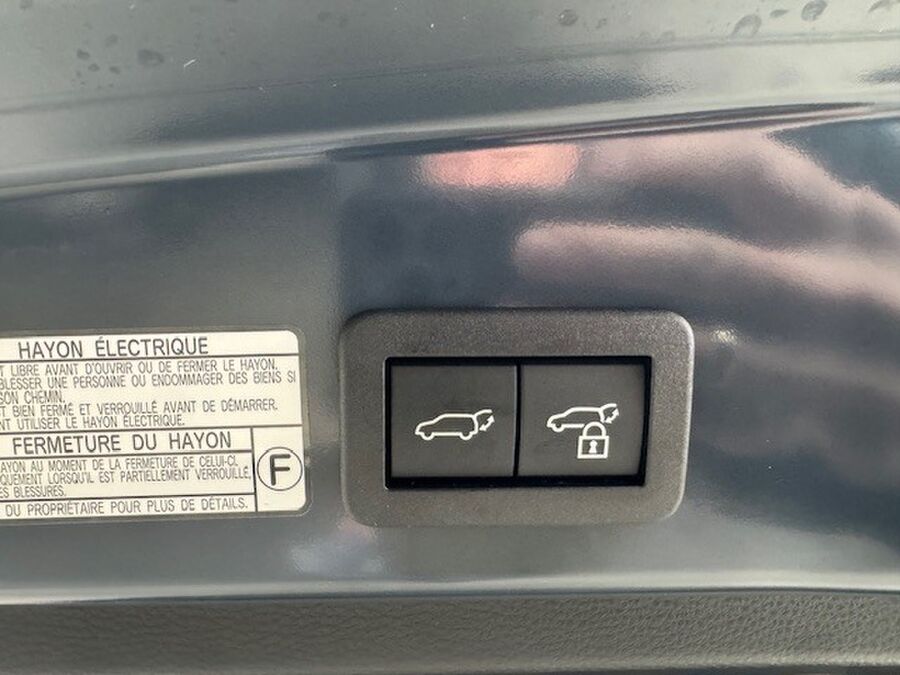 HAYON ÉLECTRIQUE
T LIBRE AVANT D'OUVRIR OU DE FERMER LE HAYON.
BLESSER UNE PERSONNE OU ENDOMMAGER DES BIENS SI
SON CHEMIN.
T BIEN FERMÉ ET VERROUILLÉ AVANT DE DÉMARRER.
NT UTILISER LE HAYON ÉLECTRIQUE.
FERMETURE DU HAYON
AYON AU MOMENT DE LA FERMETURE DE CELUI-CI.
IQUEMENT LORSQU'IL EST PARTIELLEMENT VERROUILLÉ,
ES BLESSURES.
F
DU PROPRIÉTAIRE POUR PLUS DE DÉTAILS.